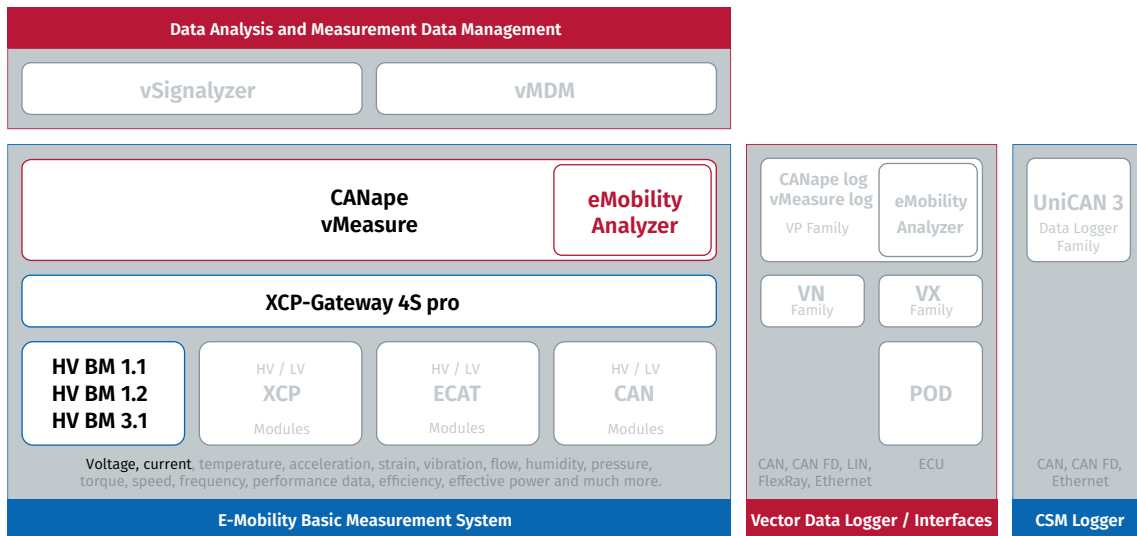 Data Analysis and Measurement Data Management
vSignalyzer
vMDM
CANape
vMeasure
eMobility
Analyzer
XCP-Gateway 4S pro
HV BM 1.1
HV BM 1.2
HV BM 3.1
HV / LV
XCP
Modules
HV / LV
ECAT
Modules
HV / LV
CAN
Modules
Voltage, current, temperature, acceleration, strain, vibration, flow, humidity, pressure,
torque, speed, frequency, performance data, efficiency, effective power and much more.
E-Mobility Basic Measurement System
CANape log
vMeasure log
VP Family
eMobility
Analyzer
VN
Family
VX
Family
POD
CAN, CAN FD, LIN,
FlexRay, Ethernet
ECU
Vector Data Logger / Interfaces
UniCAN 3
Data Logger
Family
CAN, CAN FD,
Ethernet
CSM Logger